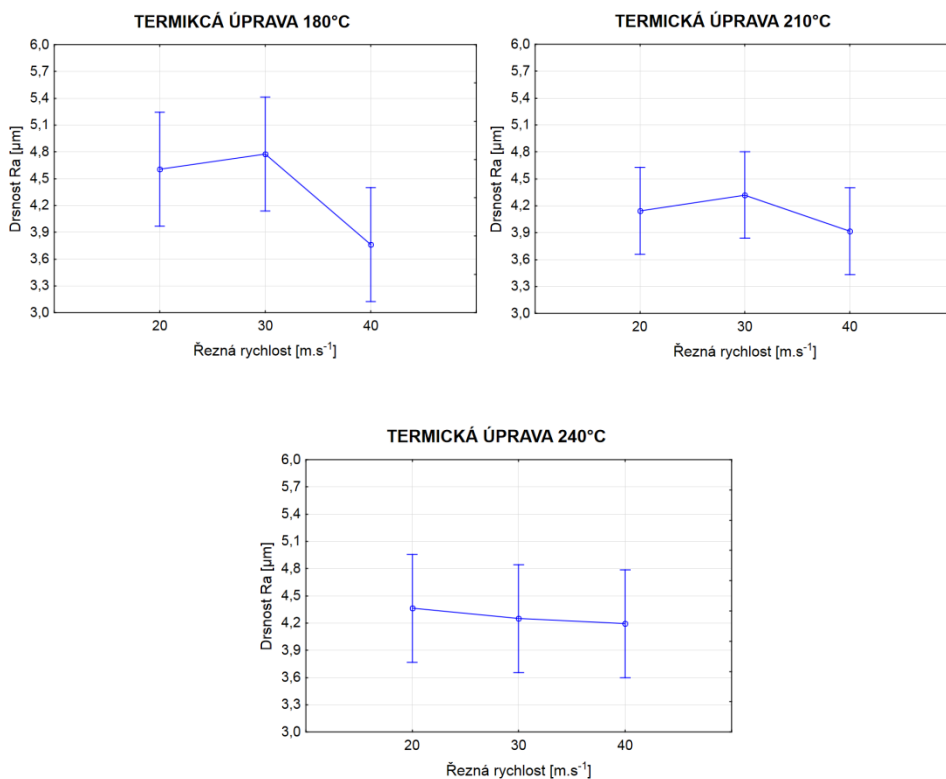 TERMIKCÁ ÚPRAVA 180°C
6,0
5,7
5,4
5,1
4,8
4,5
4,2
3,9
3,6
3,3
3,0
Drsnost Ra [µm]
20 30 40
Řezná rychlost [m.s⁻¹]
TERMICKÁ ÚPRAVA 210°C
6,0
5,7
5,4
5,1
4,8
4,5
4,2
3,9
3,6
3,3
3,0
Drsnost Ra [µm]
20 30 40
Řezná rychlost [m.s⁻¹]
TERMICKÁ ÚPRAVA 240°C
6,0
5,7
5,4
5,1
4,8
4,5
4,2
3,9
3,6
3,3
3,0
Drsnost Ra [µm]
20 30 40
Řezná rychlost [m.s⁻¹]